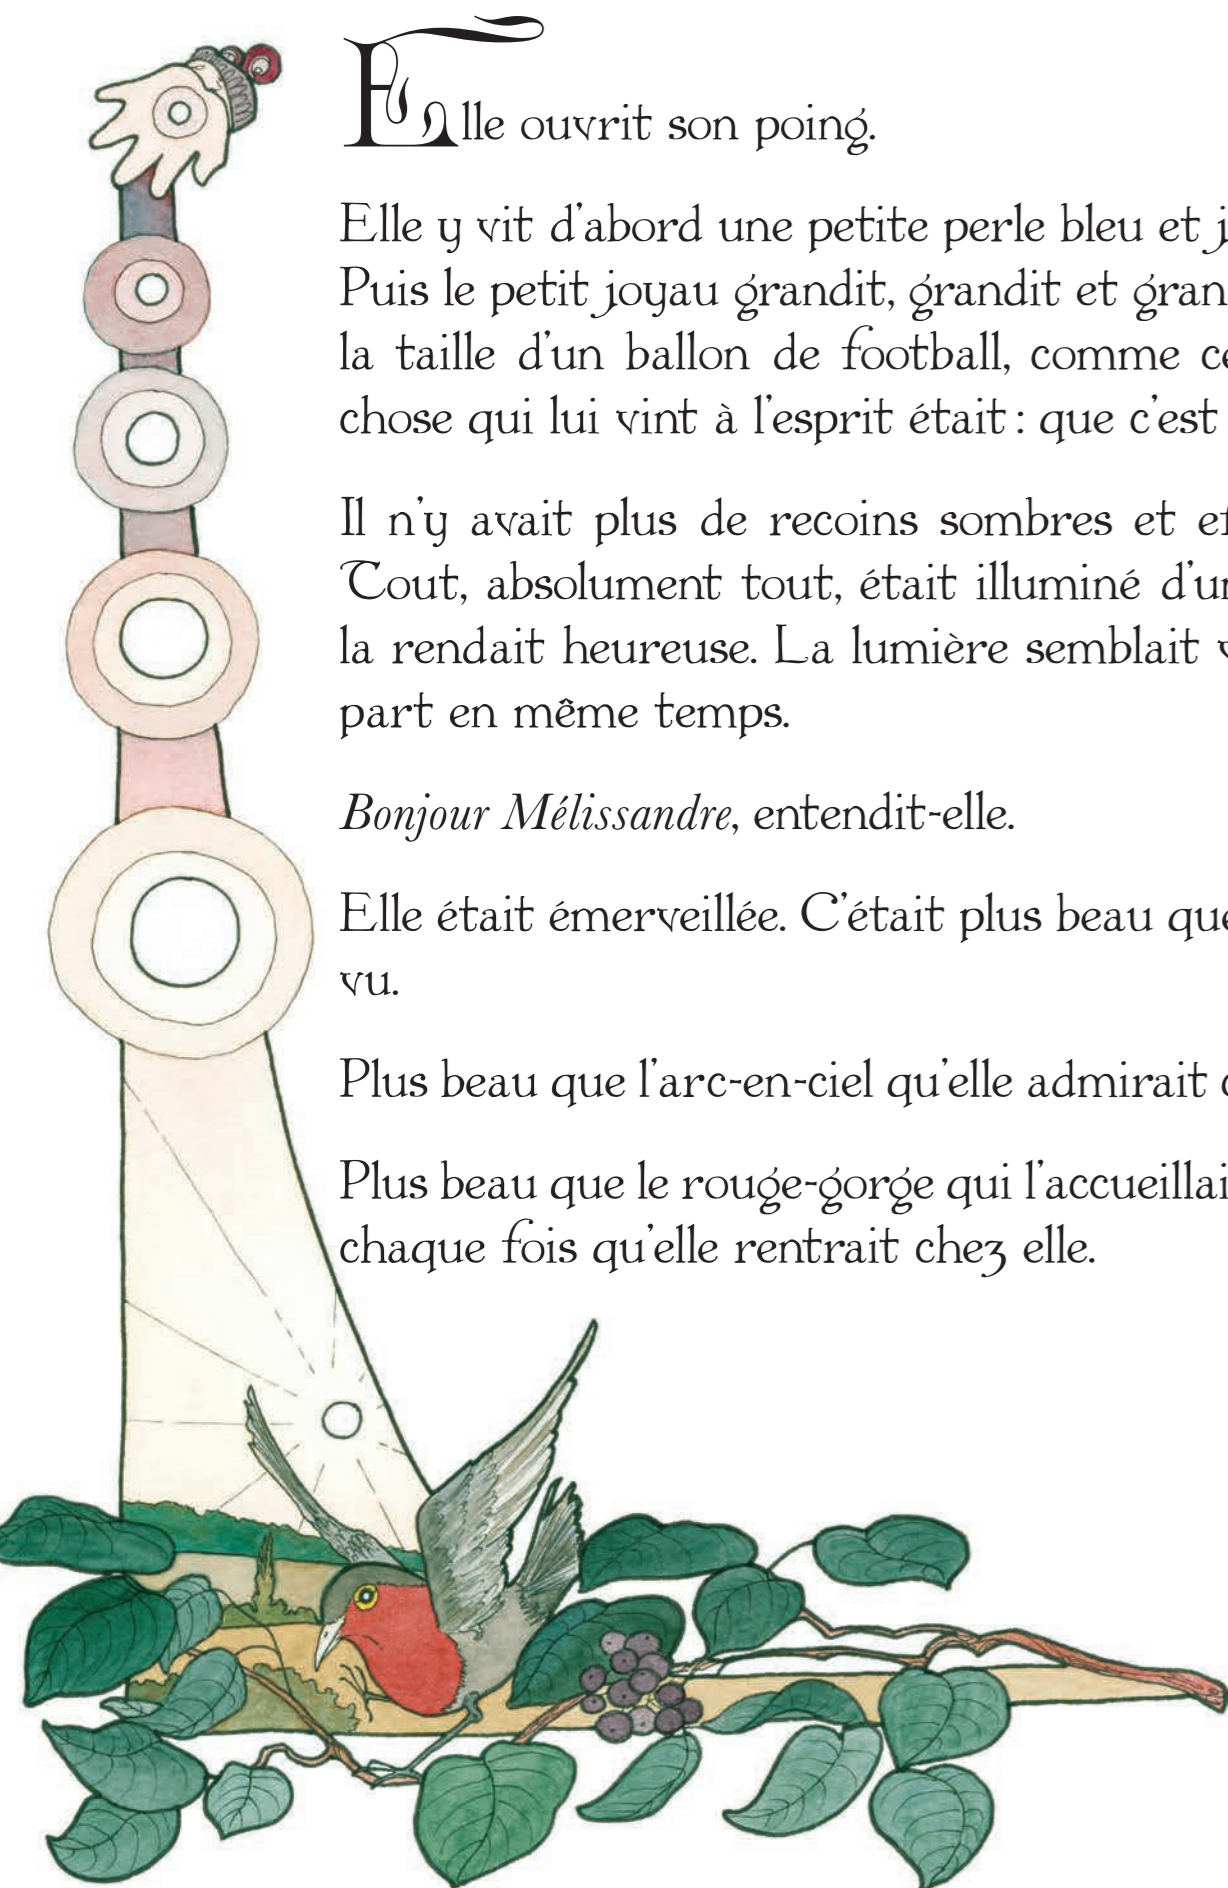 Elle ouvrit son poing.
Elle y vit d'abord une petite perle bleu et
Puis le petit joyau grandit, grandit et
la taille d'un ballon de football, comme
chose qui lui vint à l'esprit était : que c'est
Il n'y avait plus de recoins sombres et
Tout, absolument tout, était illuminé
la rendait heureuse. La lumière semblait
part en même temps.
Bonjour Mélissandre, entendit-elle.
Elle était émerveillée. C'était plus beau que
vu.
Plus beau que l'arc-en-ciel qu'elle admirait
Plus beau que le rouge-gorge qui
chaque fois qu'elle rentrait chez elle.